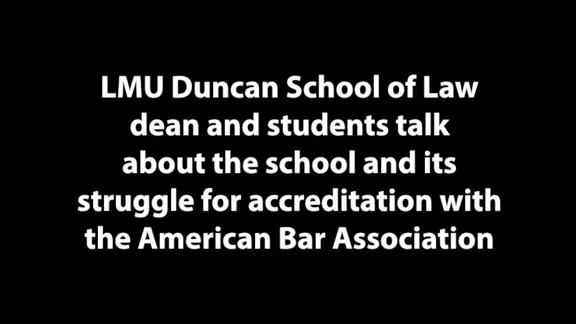 LMU Duncan School of Law
dean and students talk
about the school and its
struggle for accreditation with
the American Bar Association